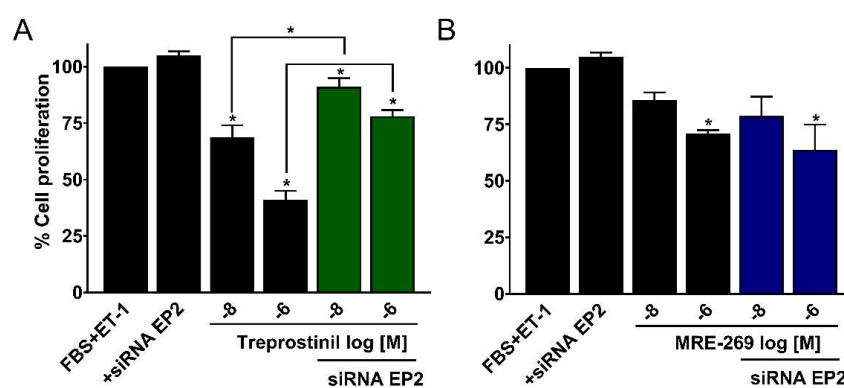 A
% Cell proliferation
100
75
50
25
0
*
*
*
*
*
FBS+ET-1
+siRNA EP2
-8
-6
-8
-6
Treprostinil log [M]
siRNA EP2
B
100
75
50
25
0
*
*
FBS+ET-1
+siRNA EP2
-8
-6
-8
-6
MRE-269 log [M]
siRNA EP2